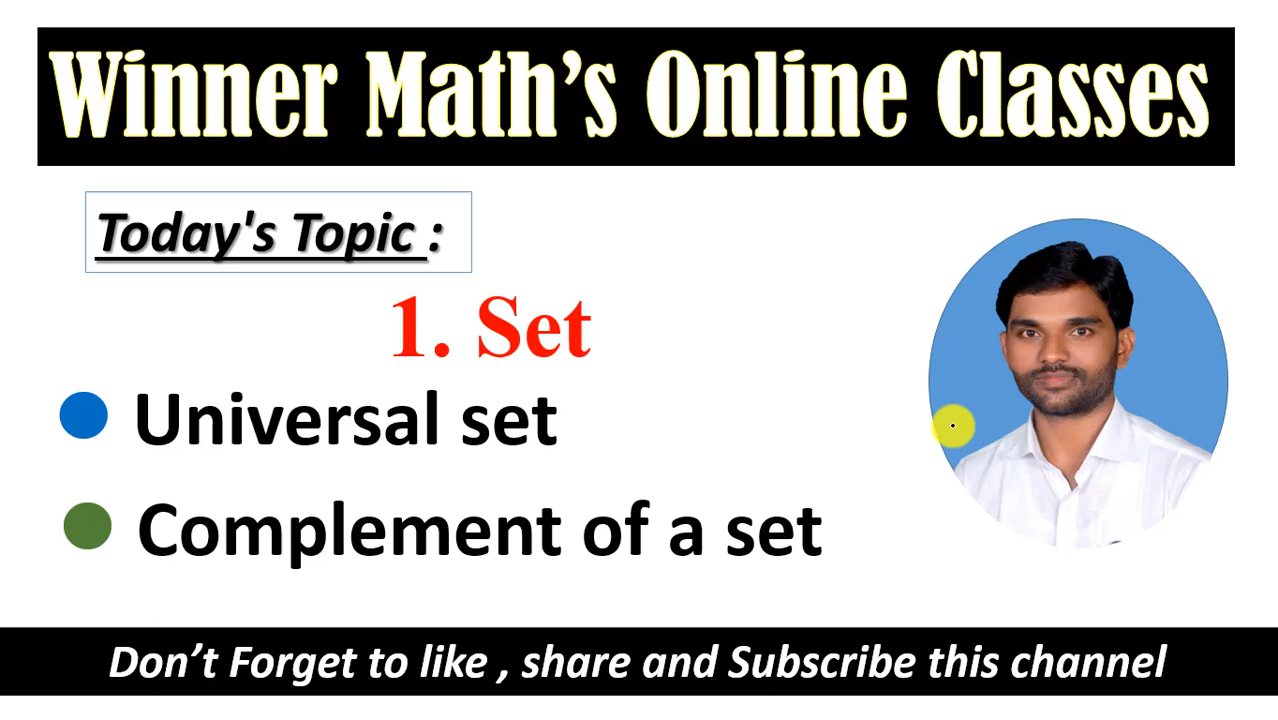 Winner Math’s Online Classes
Today's Topic :
1. Set
Universal set
Complement of a set
Don’t Forget to like , share and Subscribe this channel